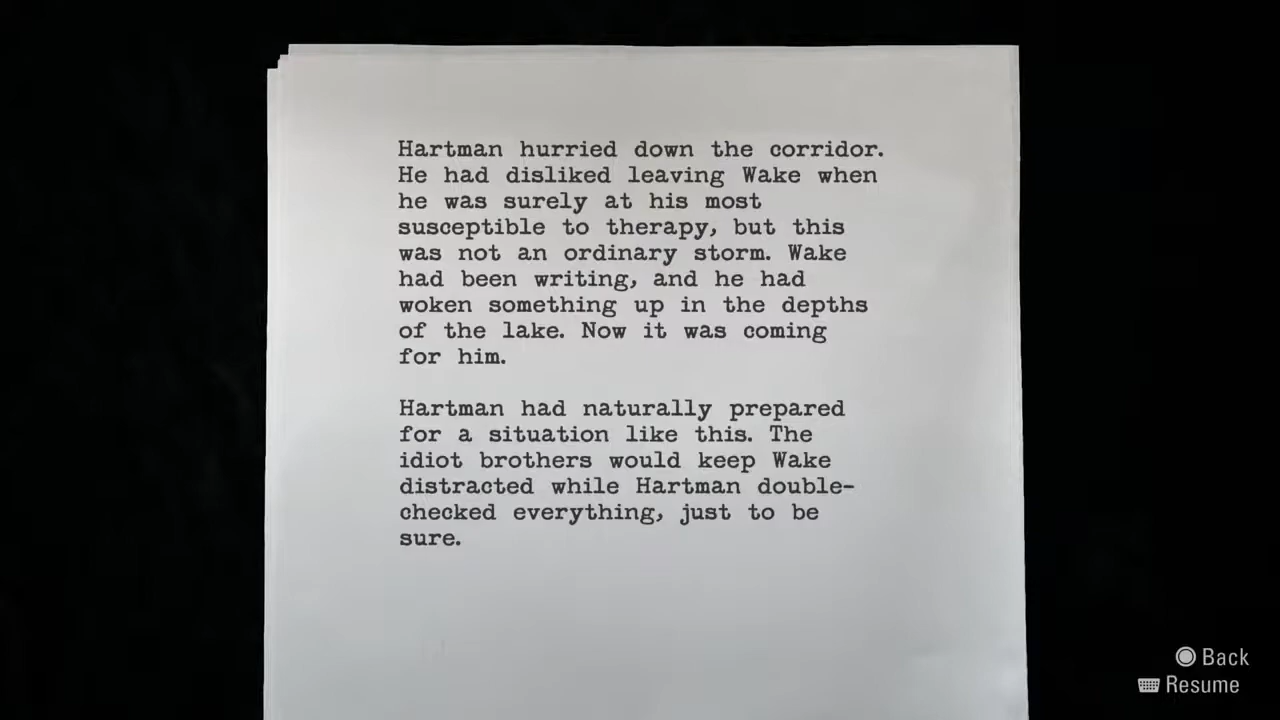 Hartman hurried down the corridor.
He had disliked leaving Wake when
he was surely at his most
susceptible to therapy, but this
was not an ordinary storm. Wake
had been writing, and he had
woken something up in the depths
of the lake. Now it was coming
for him.
Hartman had naturally prepared
for a situation like this. The
idiot brothers would keep Wake
distracted while Hartman double-
checked everything, just to be
sure.
Back
Resume